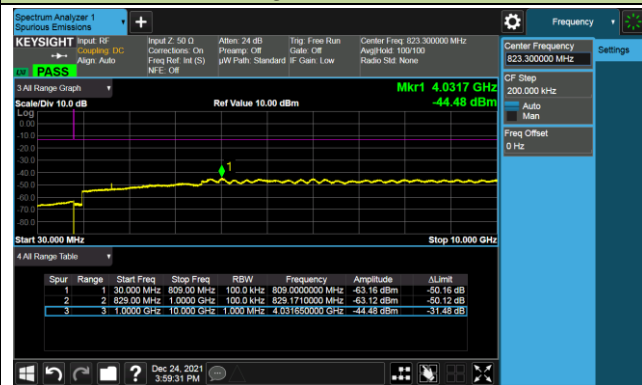 Spectrum Analyzer 1
Spurious Emissions
+
Frequency
KEYSIGHT Input: RF
Coupling: DC
Align: Auto
Input Z: 50 Ω
Corrections: On
Freq Ref: Int (S)
NFE: Off
Atten: 24 dB
Preamp: Off
µW Path: Standard
Trig: Free Run
Gate: Off
IF Gain: Low
Center Freq: 823.300000 MHz
Avg|Hold: 100/100
Radio Std: None
PASS
Center Frequency
823.300000 MHz
Settings
CF Step
200.000 kHz
Auto
Man
Freq Offset
0 Hz
3 All Range Graph
Mkr1 4.0317 GHz
Scale/Div 10.0 dB
Ref Value 10.00 dBm
-44.48 dBm
Log
0.00
-10.0
-20.0
-30.0
-40.0
-50.0
-60.0
-70.0
-80.0
1
Start 30.000 MHz
Stop 10.000 GHz
4 All Range Table
Spur Range Start Freq Stop Freq RBW Frequency Amplitude ΔLimit
1 1 30.000 MHz 809.00 MHz 100.0 kHz 809.0000000 MHz -63.16 dBm -50.16 dB
2 2 829.00 MHz 1.0000 GHz 100.0 kHz 829.1710000 MHz -63.12 dBm -50.12 dB
3 3 1.0000 GHz 10.000 GHz 1.000 MHz 4.031650000 GHz -44.48 dBm -31.48 dB
?
Dec 24, 2021
3:59:31 PM